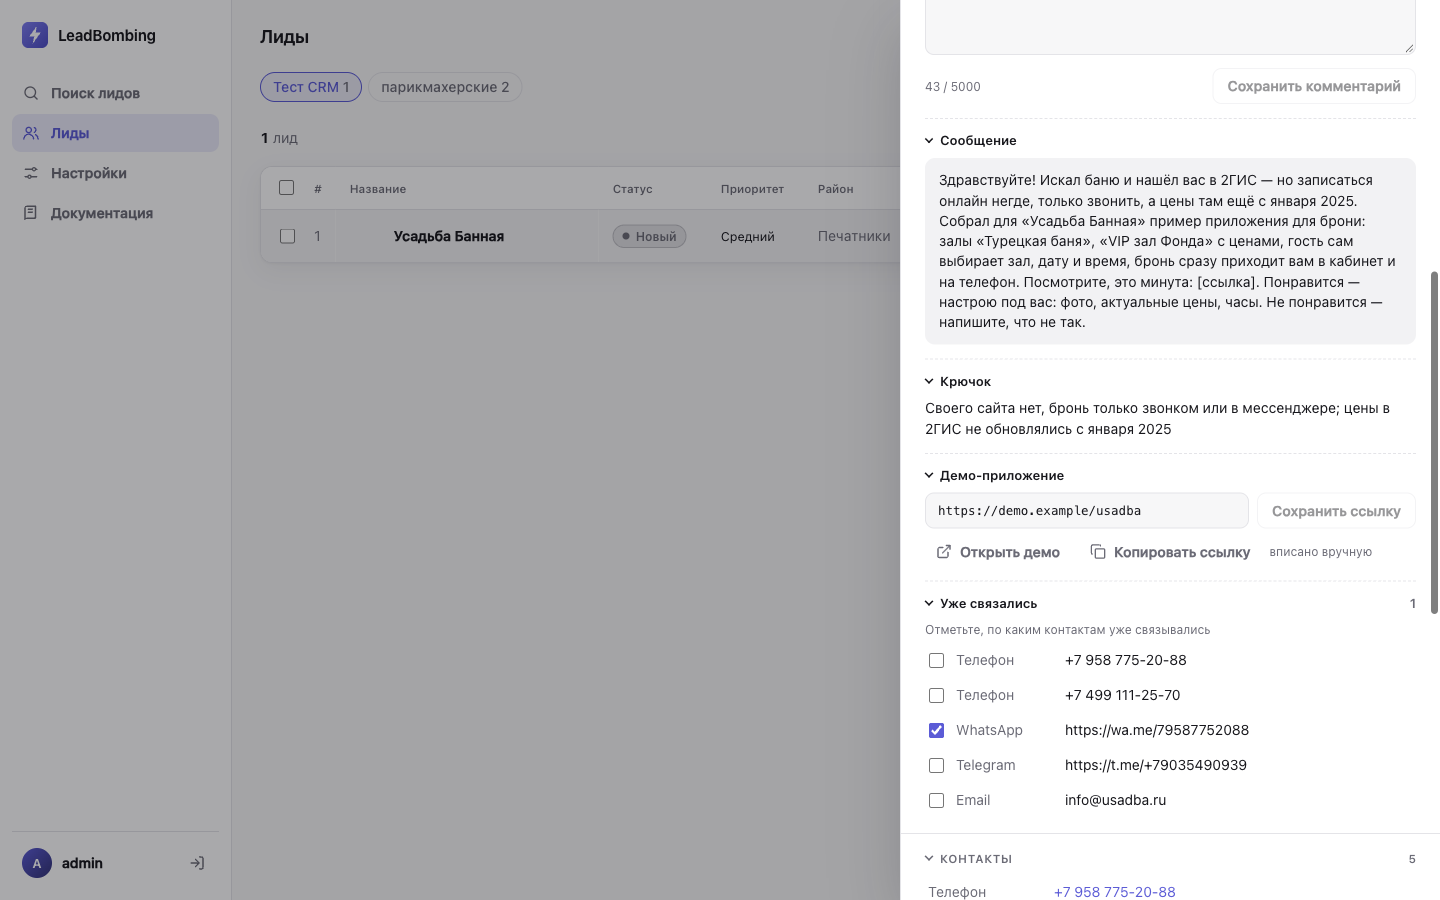 LeadBombing
Поиск лидов
Лиды
Настройки
Документация
A admin
Лиды
Тест CRM 1
парикмахерские 2
1 лид
# Название Статус Приоритет Район
1 Усадьба Банная Новый Средний Печатники
43 / 5000
Сохранить комментарий
Сообщение
Здравствуйте! Искал баню и нашёл вас в 2ГИС — но записаться
онлайн негде, только звонить, а цены там ещё с января 2025.
Собрал для «Усадьба Банная» пример приложения для брони:
залы «Турецкая баня», «VIP зал Фонда» с ценами, гость сам
выбирает зал, дату и время, бронь сразу приходит вам в кабинет и
на телефон. Посмотрите, это минута: [ссылка]. Понравится —
настрою под вас: фото, актуальные цены, часы. Не понравится —
напишите, что не так.
Крючок
Своего сайта нет, бронь только звонком или в мессенджере; цены в
2ГИС не обновлялись с января 2025
Демо-приложение
https://demo.example/usadba
Сохранить ссылку
Открыть демо
Копировать ссылку
вписано вручную
Уже связались 1
Отметьте, по каким контактам уже связывались
Телефон +7 958 775-20-88
Телефон +7 499 111-25-70
WhatsApp https://wa.me/79587752088
Telegram https://t.me/+79035490939
Email info@usadba.ru
КОНТАКТЫ 5
Телефон +7 958 775-20-88